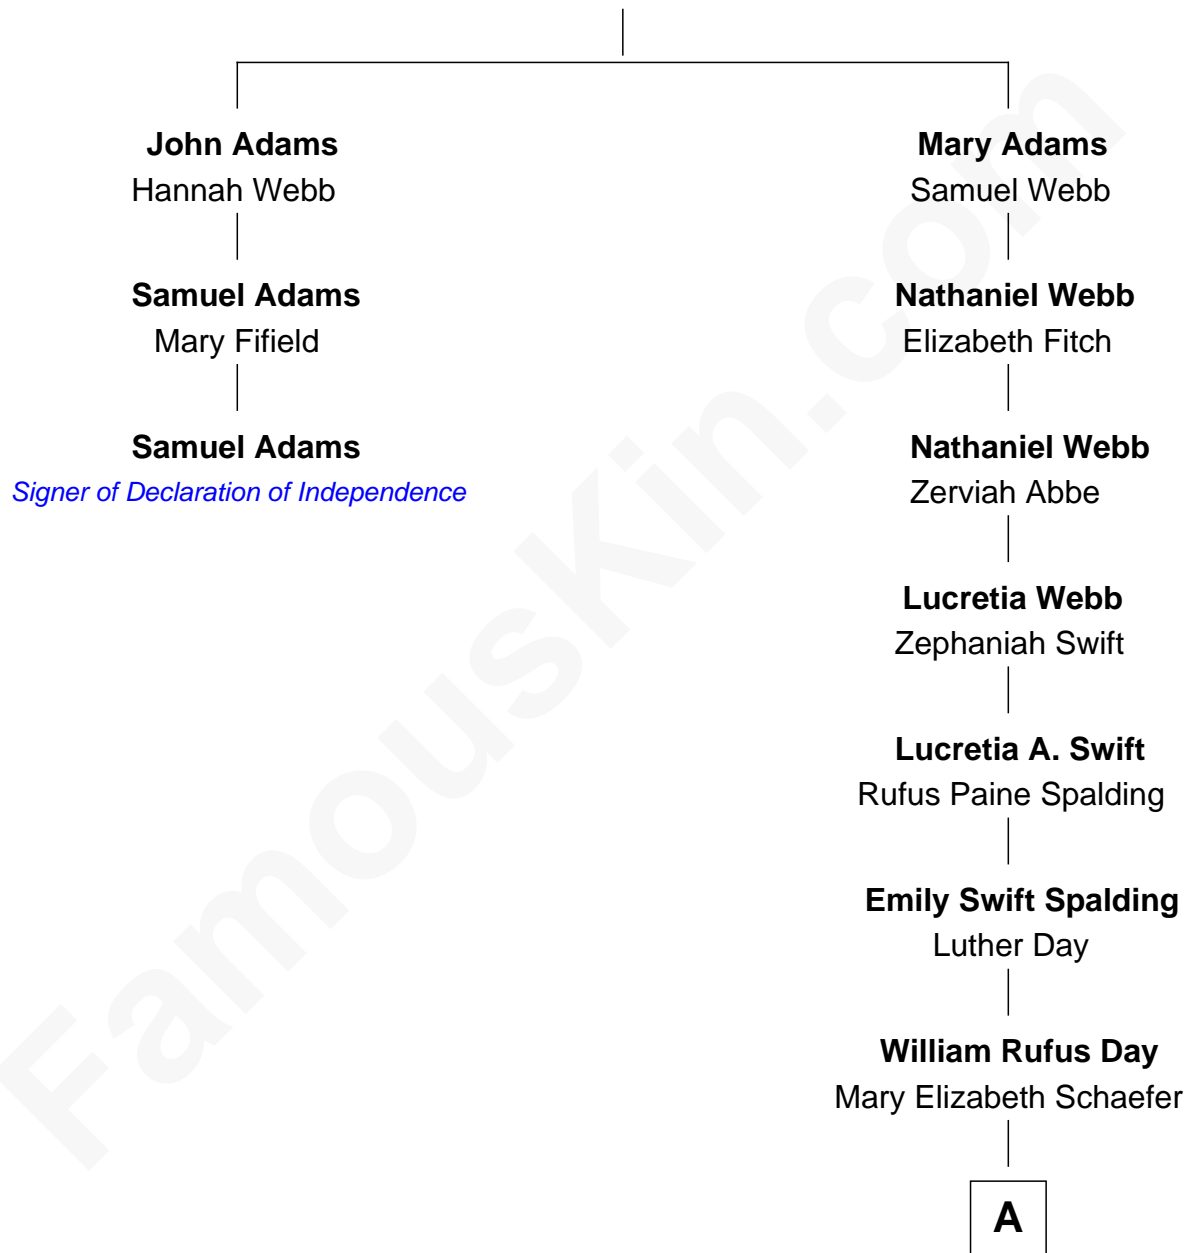 John Adams
Hannah Webb
Mary Adams
Samuel Webb
Samuel Adams
Mary Fifield
Nathaniel Webb
Elizabeth Fitch
Samuel Adams
Signer of Declaration of Independence
Nathaniel Webb
Zerviah Abbe
Lucretia Webb
Zephaniah Swift
Lucretia A. Swift
Rufus Paine Spalding
Emily Swift Spalding
Luther Day
William Rufus Day
Mary Elizabeth Schaefer
A
FamousKin.com